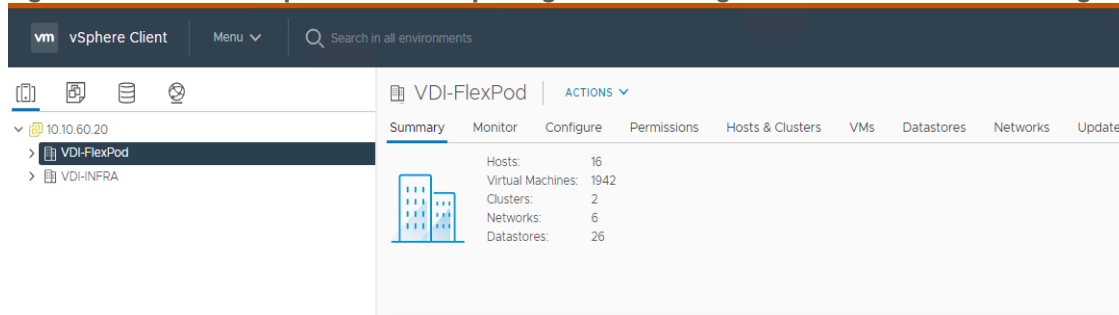 vm vSphere Client Menu Search in all environments
VDI-FlexPod ACTIONS
10.10.60.20
VDI-FlexPod
VDI-INFRA
Summary Monitor Configure Permissions Hosts & Clusters VMs Datastores Networks Update
Hosts: 16
Virtual Machines: 1942
Clusters: 2
Networks: 6
Datastores: 26